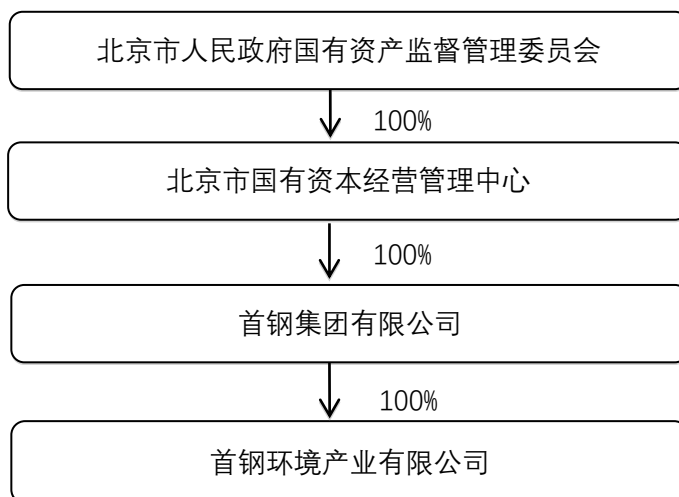 北京市人民政府国有资产监督管理委员会
100%
北京市国有资本经营管理中心
100%
首钢集团有限公司
100%
首钢环境产业有限公司